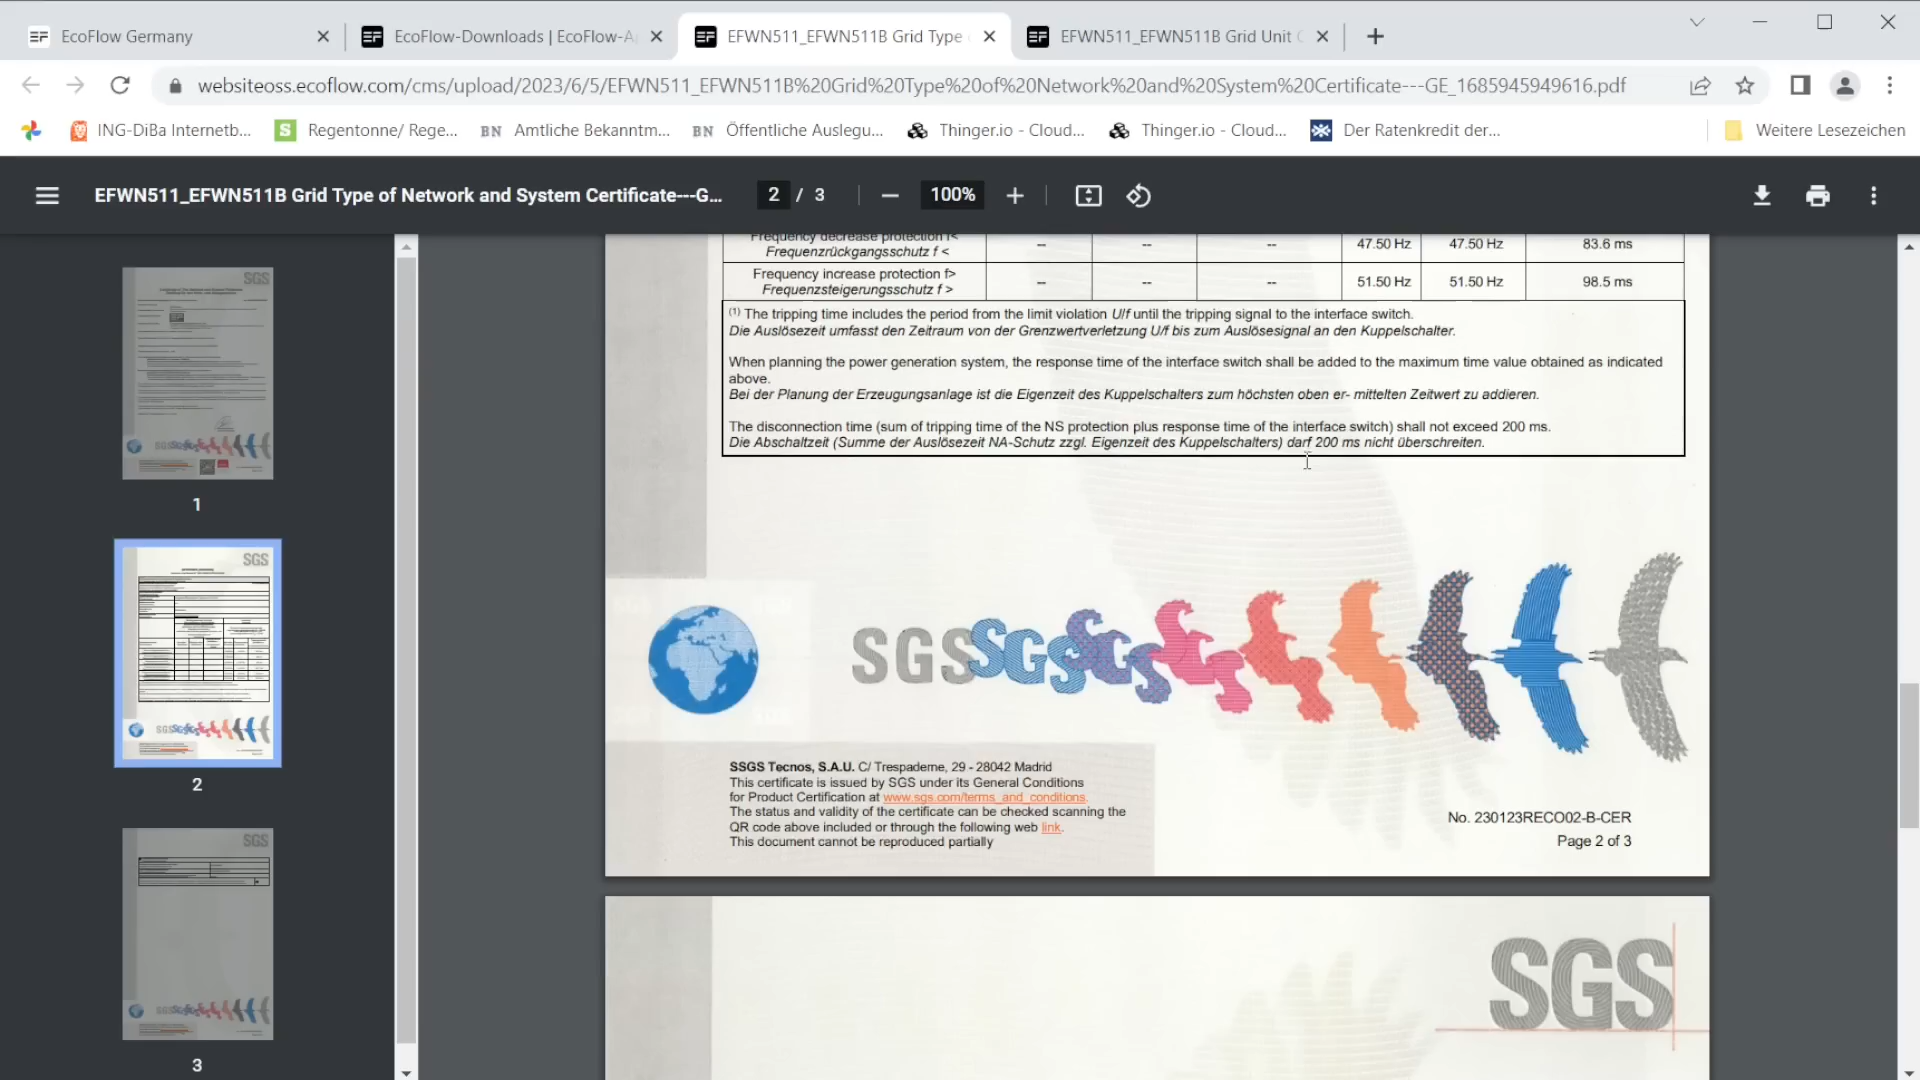 EcoFlow Germany
EcoFlow-Downloads | EcoFlow-A
EFWN511_EFWN511B Grid Type
EFWN511_EFWN511B Grid Unit
websiteoss.ecoflow.com/cms/upload/2023/6/5/EFWN511_EFWN511B%20Grid%20Type%20of%20Network%20and%20System%20Certificate---GE_1685945949616.pdf
ING-DiBa Internetb...
Regentonne/ Rege...
BN Amtliche Bekanntm...
BN Öffentliche Auslegu...
Thinger.io - Cloud...
Thinger.io - Cloud...
Der Ratenkredit der...
Weitere Lesezeichen
EFWN511_EFWN511B Grid Type of Network and System Certificate---G...
2 / 3
100%
Frequency decrease protection f<
Frequenzrückgangsschutz f <
-- -- -- 47.50 Hz 47.50 Hz 83.6 ms
Frequency increase protection f>
Frequenzsteigerungsschutz f >
-- -- -- 51.50 Hz 51.50 Hz 98.5 ms
(1) The tripping time includes the period from the limit violation U/f until the tripping signal to the interface switch.
Die Auslösezeit umfasst den Zeitraum von der Grenzwertverletzung U/f bis zum Auslösesignal an den Kuppelschalter.
When planning the power generation system, the response time of the interface switch shall be added to the maximum time value obtained as indicated
above.
Bei der Planung der Erzeugungsanlage ist die Eigenzeit des Kuppelschalters zum höchsten oben er- mittelten Zeitwert zu addieren.
The disconnection time (sum of tripping time of the NS protection plus response time of the interface switch) shall not exceed 200 ms.
Die Abschaltzeit (Summe der Auslösezeit NA-Schutz zzgl. Eigenzeit des Kuppelschalters) darf 200 ms nicht überschreiten.
SGS SGS SGS
SSGS Tecnos, S.A.U. C/ Trespaderne, 29 - 28042 Madrid
This certificate is issued by SGS under its General Conditions
for Product Certification at www.sgs.com/terms_and_conditions.
The status and validity of the certificate can be checked scanning the
QR code above included or through the following web link.
This document cannot be reproduced partially
No. 230123RECO02-B-CER
Page 2 of 3
SGS
SGS
1
SGS
2
SGS
3